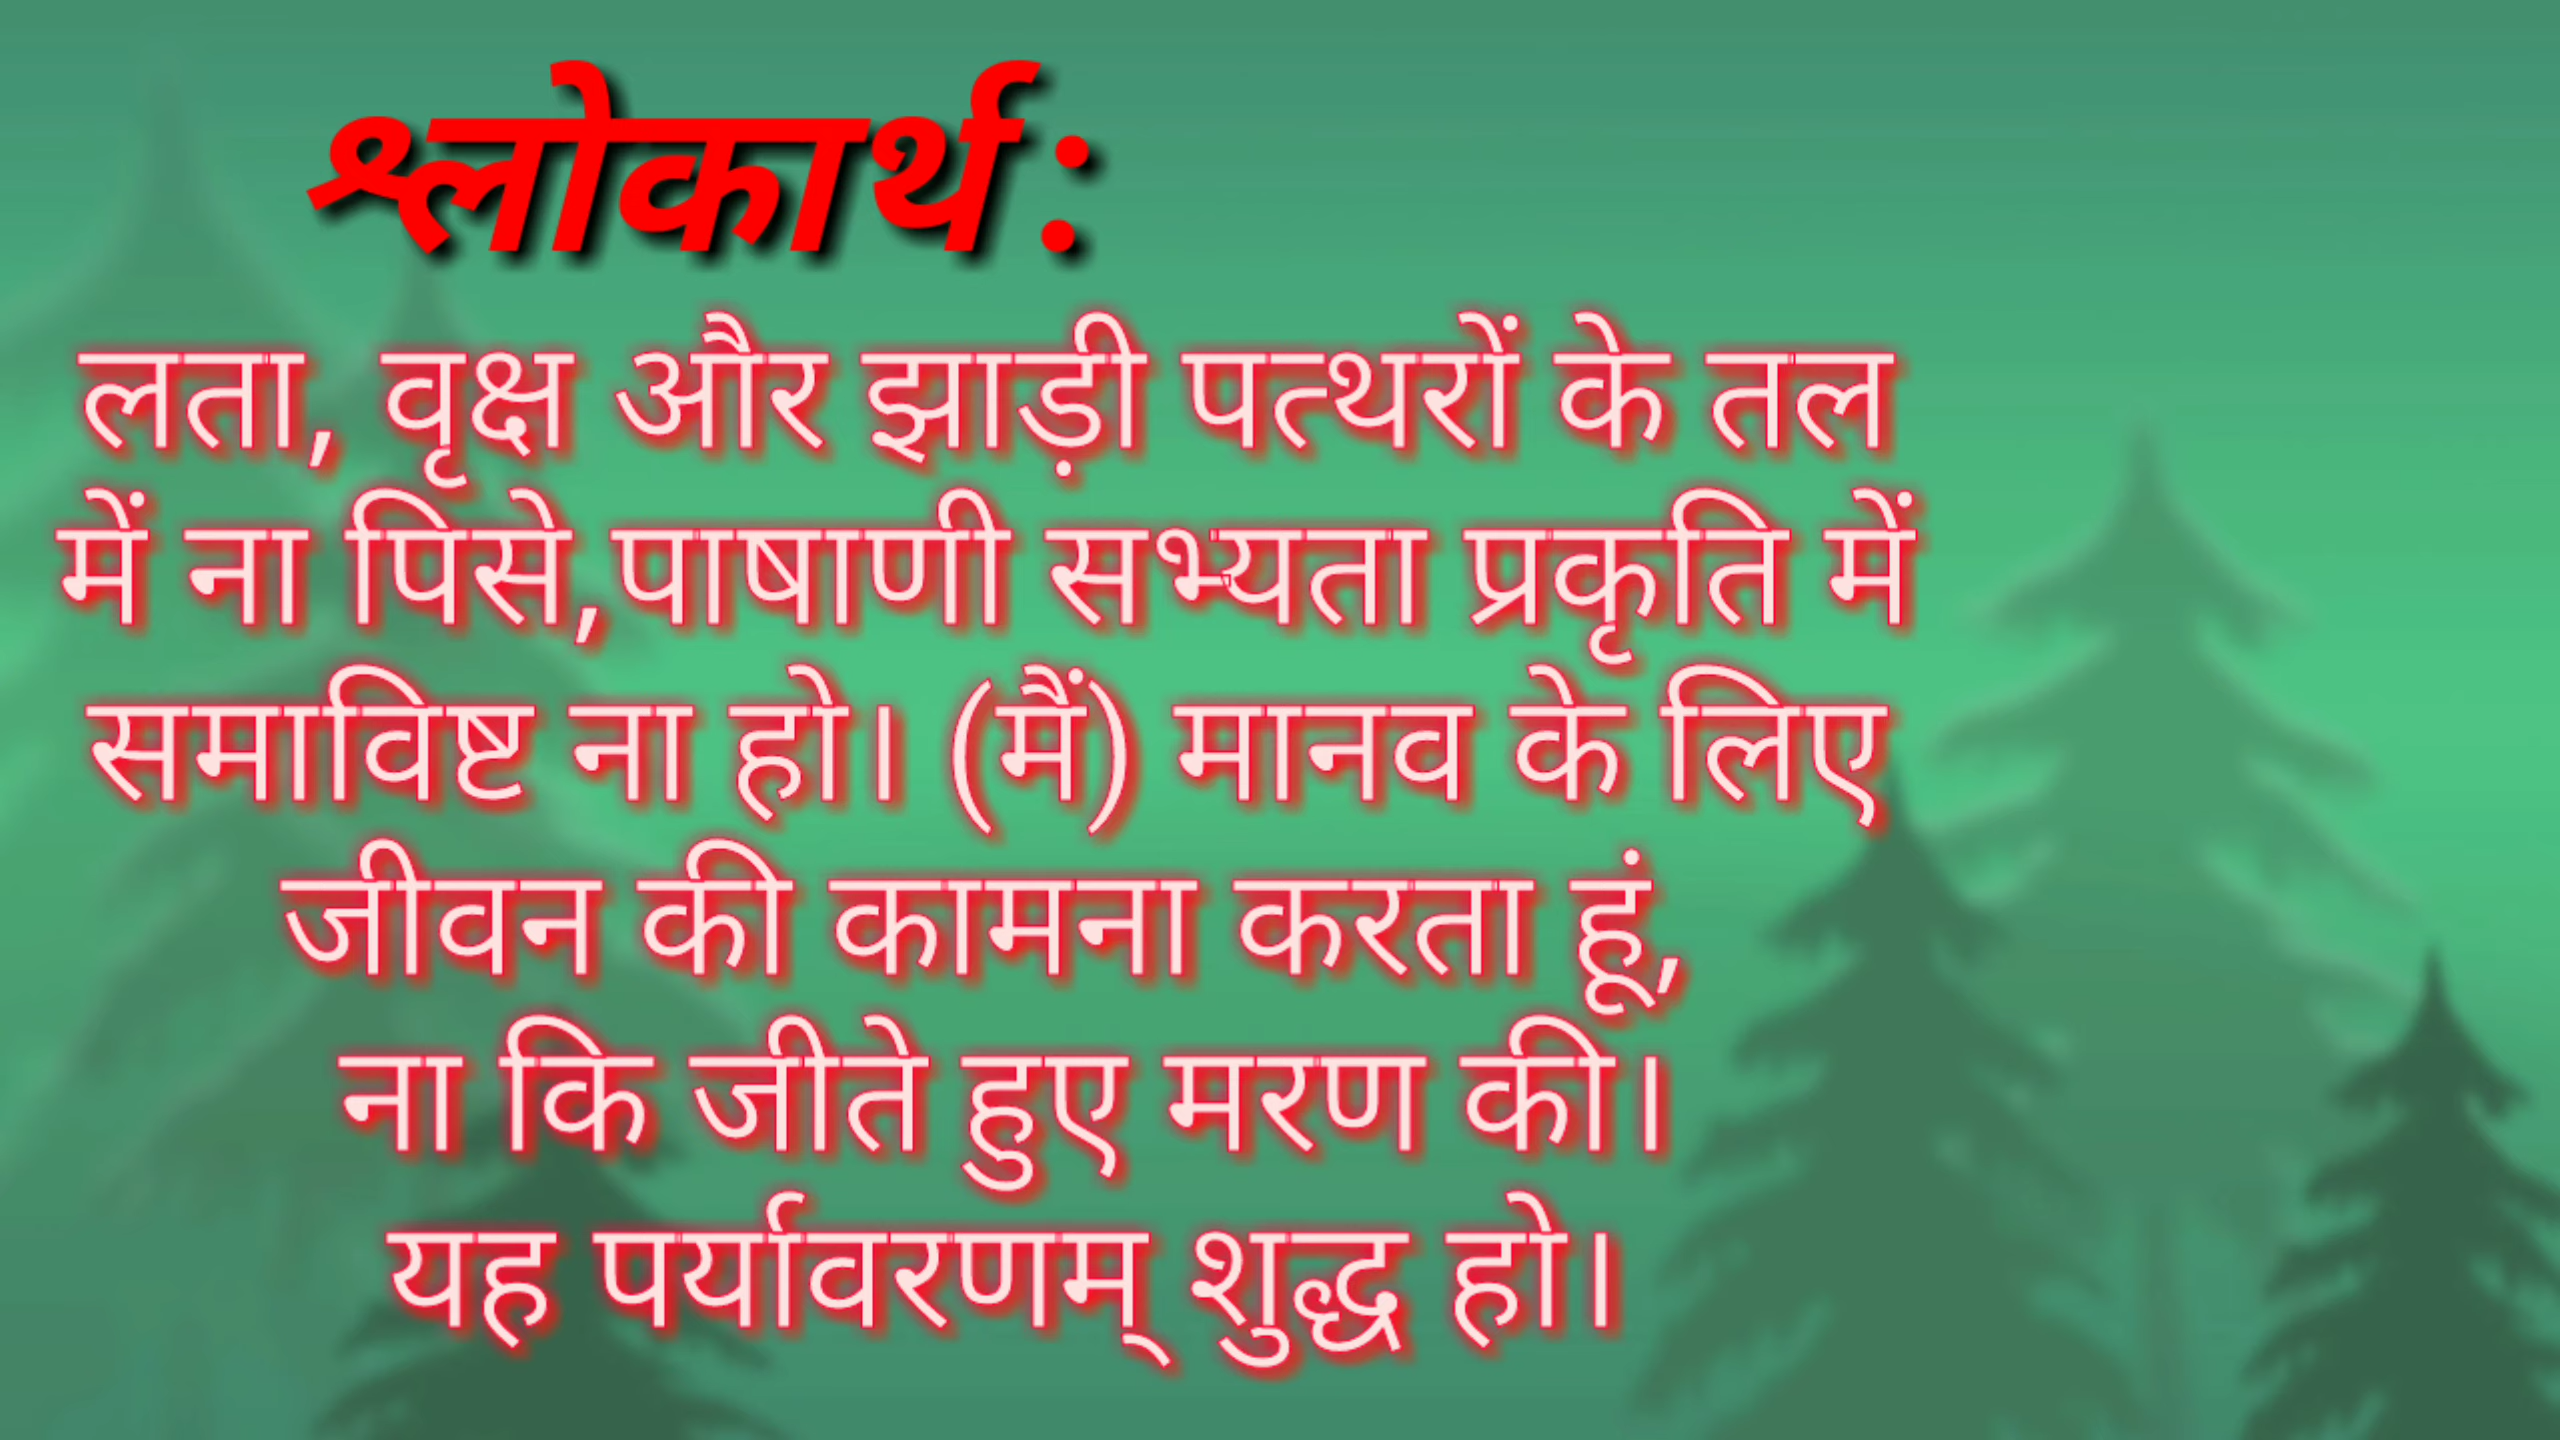 श्लोकार्थ :
लता, वृक्ष और झाड़ी पत्थरों के तल
में ना पिसे,पाषाणी सभ्यता प्रकृति में
समाविष्ट ना हो। (मैं) मानव के लिए
जीवन की कामना करता हूं,
ना कि जीते हुए मरण की।
यह पर्यावरणम् शुद्ध हो।